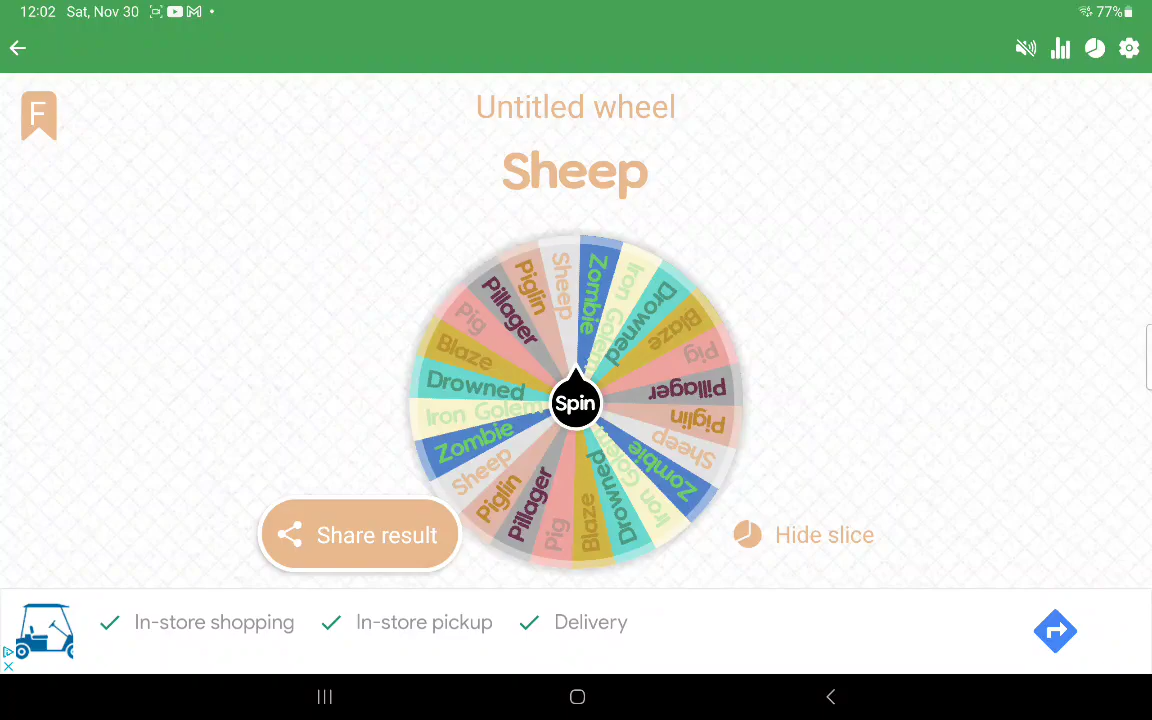 12:02 Sat, Nov 30
77%
F
Untitled wheel
Sheep
Zombie
Iron Golem
Drowned
Blaze
Pig
Pillager
Piglin
Sheep
Zombie
Iron Golem
Drowned
Blaze
Pig
Pillager
Piglin
Sheep
Zombie
Iron Golem
Drowned
Blaze
Pig
Pillager
Piglin
Sheep
Spin
Share result
Hide slice
In-store shopping
In-store pickup
Delivery